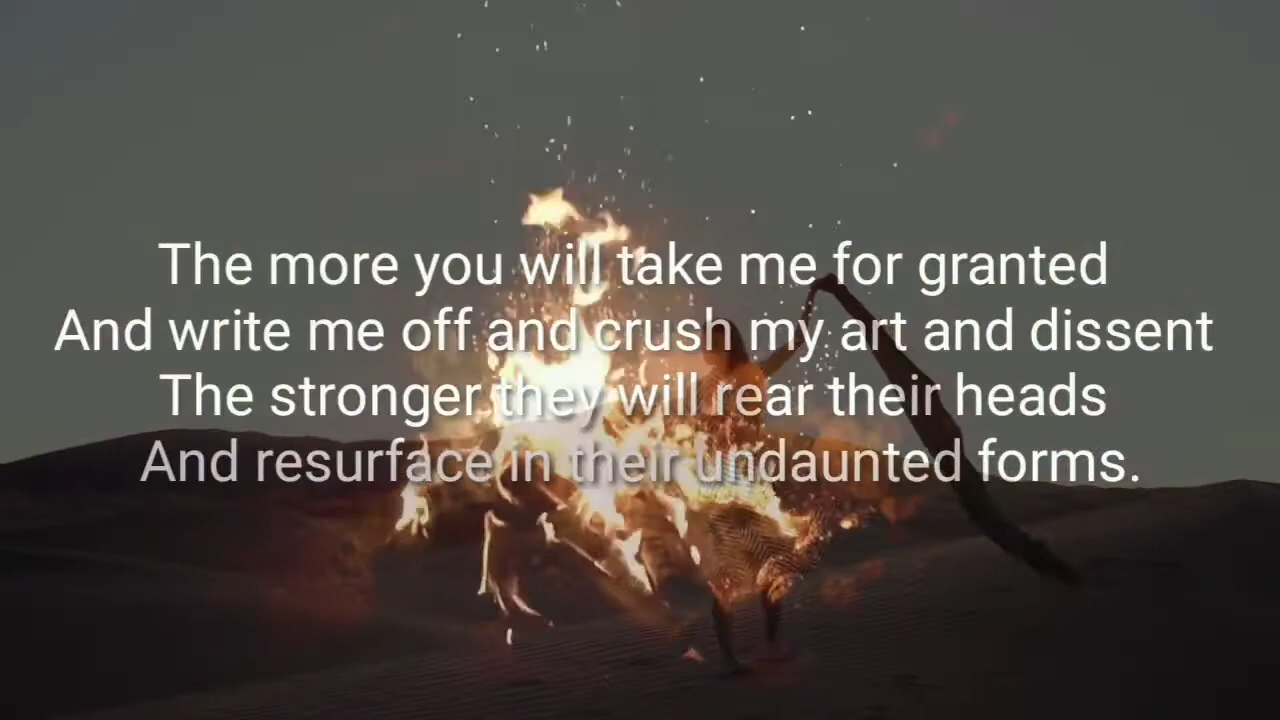 The more you will take me for granted
And write me off and crush my art and dissent
The stronger they will rear their heads
And resurface in their undaunted forms.